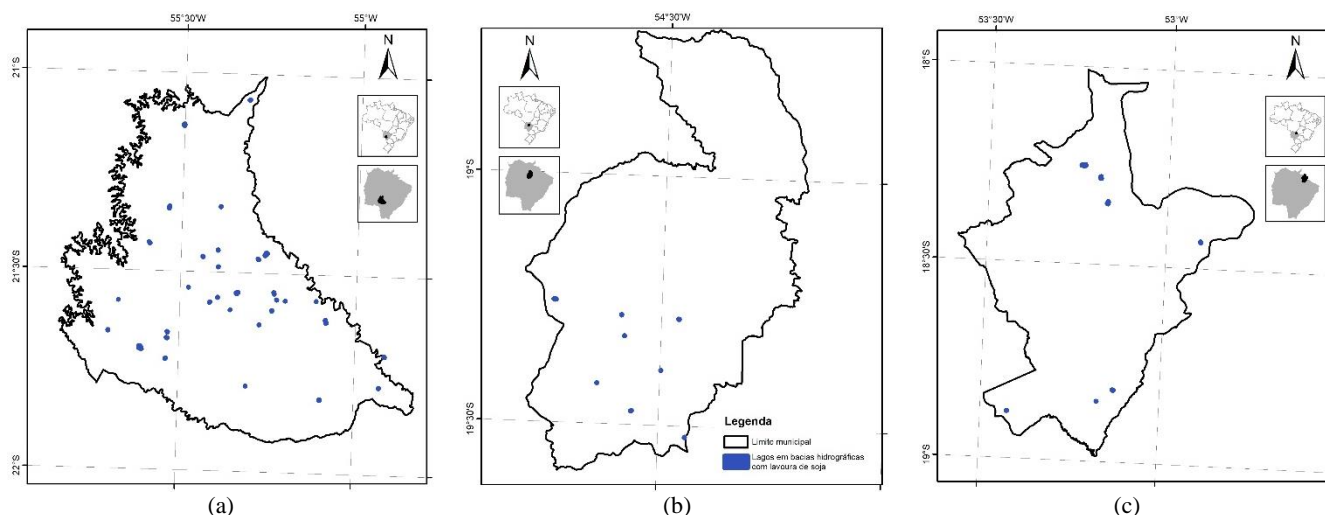 55°30'W 55°W
N
21°S
21°30'S
22°S
(a)
54°30'W
N
19°S
19°30'S
Legenda
Limite municipal
Lagos em bacias hidrográficas
com lavoura de soja
(b)
53°30'W 53°W
N
18°S
18°30'S
19°S
(c)